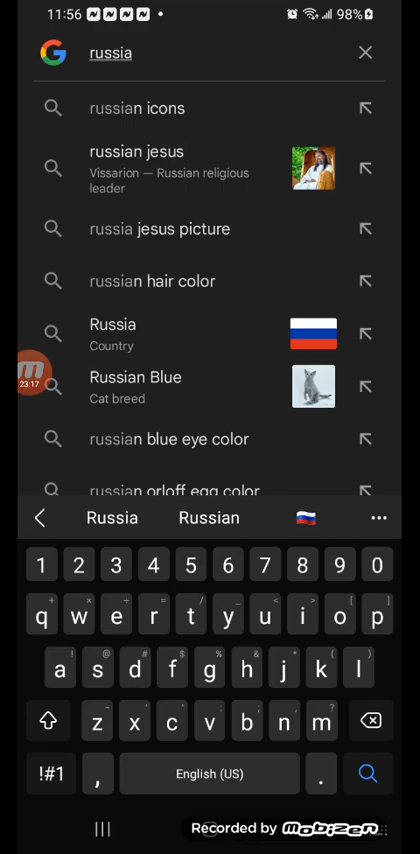 11:56 98%
russia
russian icons
russian jesus
Vissarion — Russian religious
leader
russia jesus picture
russian hair color
Russia
Country
23:17
Russian Blue
Cat breed
russian blue eye color
russian orloff egg color
Russia Russian
1 2 3 4 5 6 7 8 9 0
q w e r t y u i o p
a s d f g h j k l
z x c v b n m
!#1 , English (US) .
Recorded by mobizen